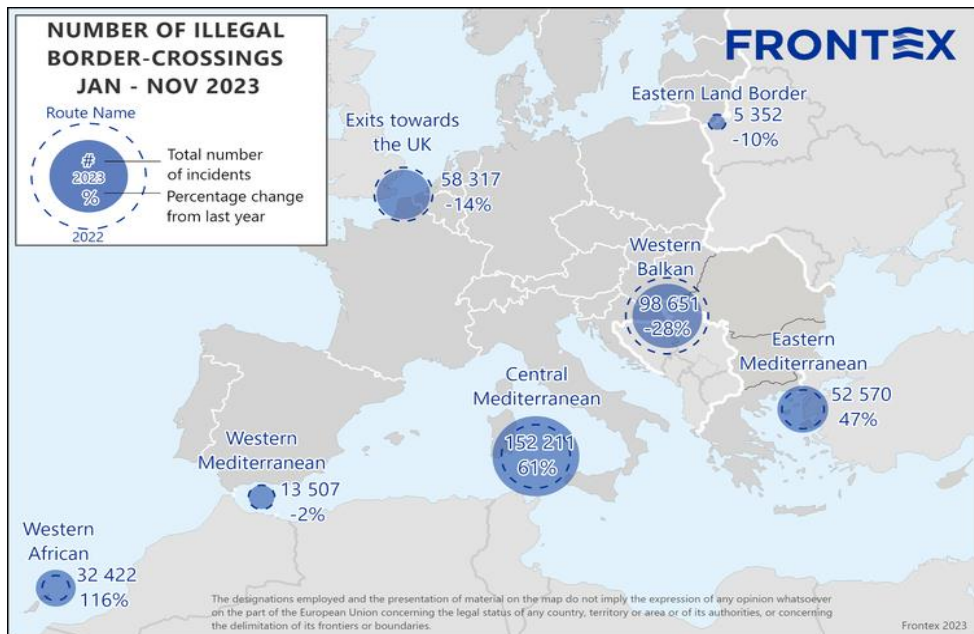 NUMBER OF ILLEGAL
BORDER-CROSSINGS
JAN - NOV 2023
Route Name
#
2023
%
Total number
of incidents
Percentage change
from last year
2022
FRONTEX
Eastern Land Border
5 352
-10%
Exits towards
the UK
58 317
-14%
Western
Balkan
98 651
-28%
Eastern
Mediterranean
52 570
47%
Central
Mediterranean
152 211
61%
Western
Mediterranean
13 507
-2%
Western
African
32 422
116%
The designations employed and the presentation of material on the map do not imply the expression of any opinion whatsoever
on the part of the European Union concerning the legal status of any country, territory or area or of its authorities, or concerning
the delimitation of its frontiers or boundaries.
Frontex 2023